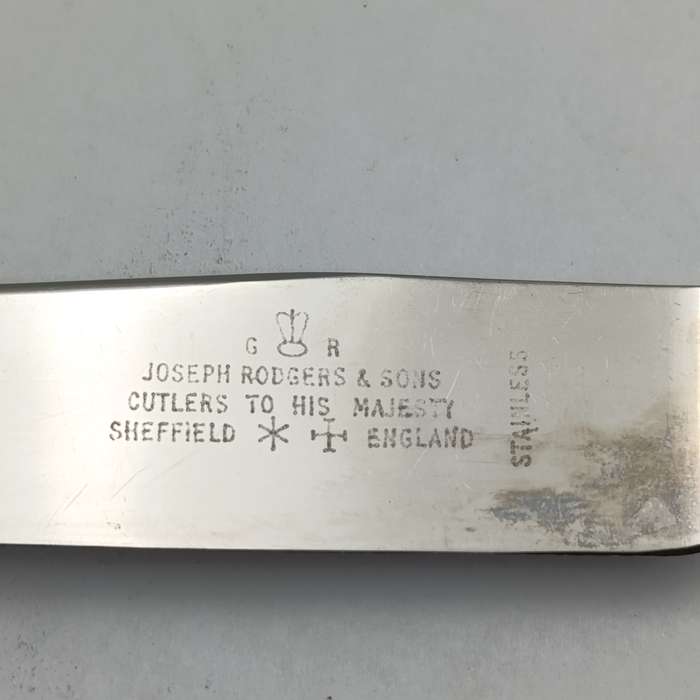 G R
JOSEPH RODGERS & SONS
CUTLERS TO HIS MAJESTY
SHEFFIELD ENGLAND
STAINLESS